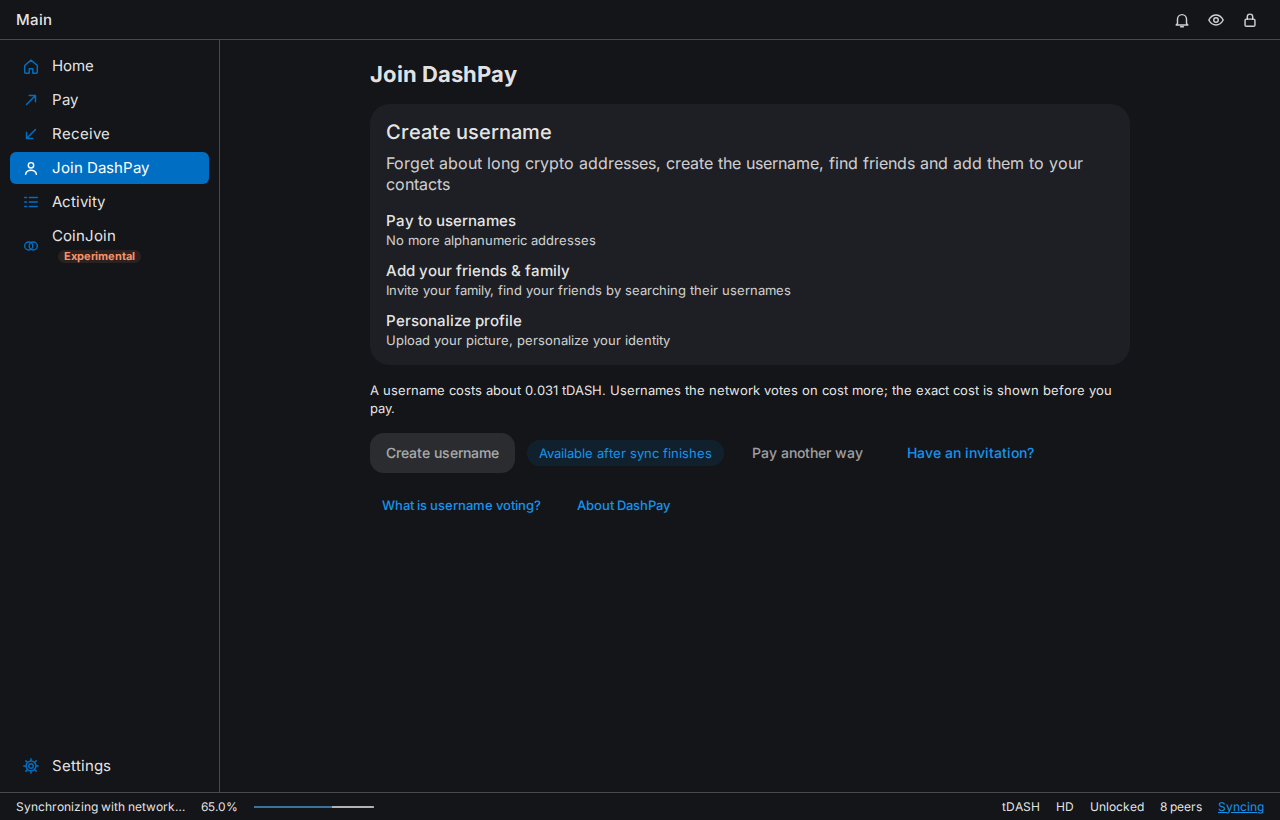 Main
Home
Pay
Receive
Join DashPay
Activity
CoinJoin
Experimental
Settings
Join DashPay
Create username
Forget about long crypto addresses, create the username, find friends and add them to your
contacts
Pay to usernames
No more alphanumeric addresses
Add your friends & family
Invite your family, find your friends by searching their usernames
Personalize profile
Upload your picture, personalize your identity
A username costs about 0.031 tDASH. Usernames the network votes on cost more; the exact cost is shown before you
pay.
Create username Available after sync finishes Pay another way Have an invitation?
What is username voting? About DashPay
Synchronizing with network... 65.0% tDASH HD Unlocked 8 peers Syncing